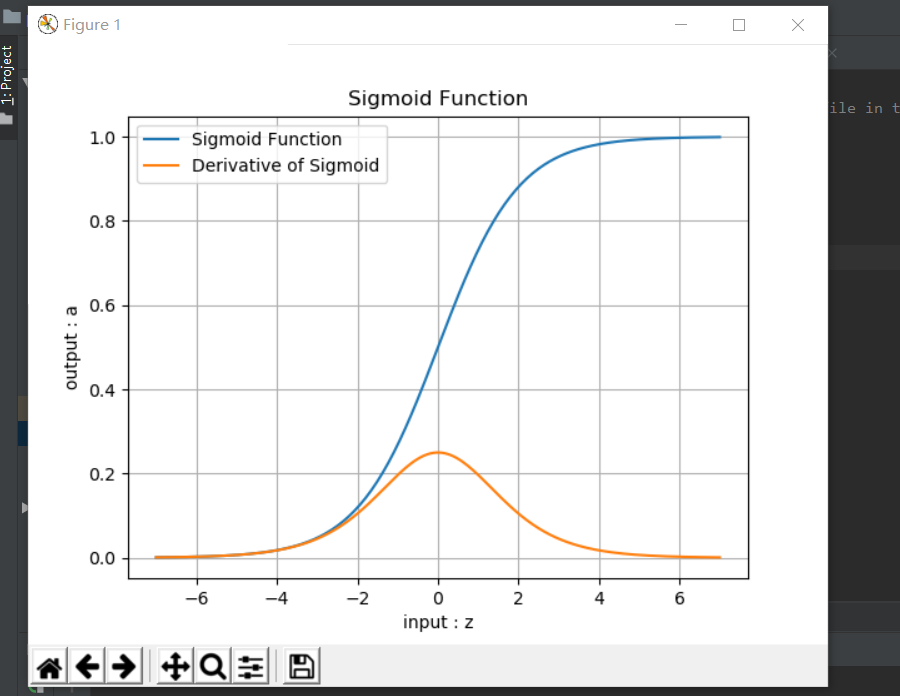 Figure 1
1: Project
ile in t
Sigmoid Function
Sigmoid Function
Derivative of Sigmoid
1.0
0.8
0.6
0.4
0.2
0.0
output : a
−6 −4 −2 0 2 4 6
input : z